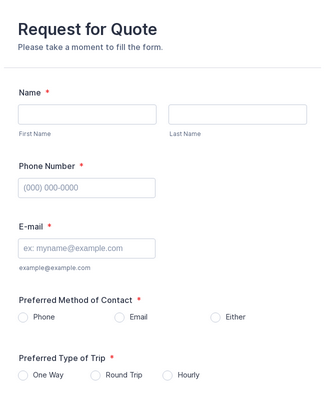 Request for Quote
Please take a moment to fill the form.
Name *
First Name
Last Name
Phone Number *
(000) 000-0000
E-mail *
ex: myname@example.com
example@example.com
Preferred Method of Contact *
Phone Email Either
Preferred Type of Trip *
One Way Round Trip Hourly